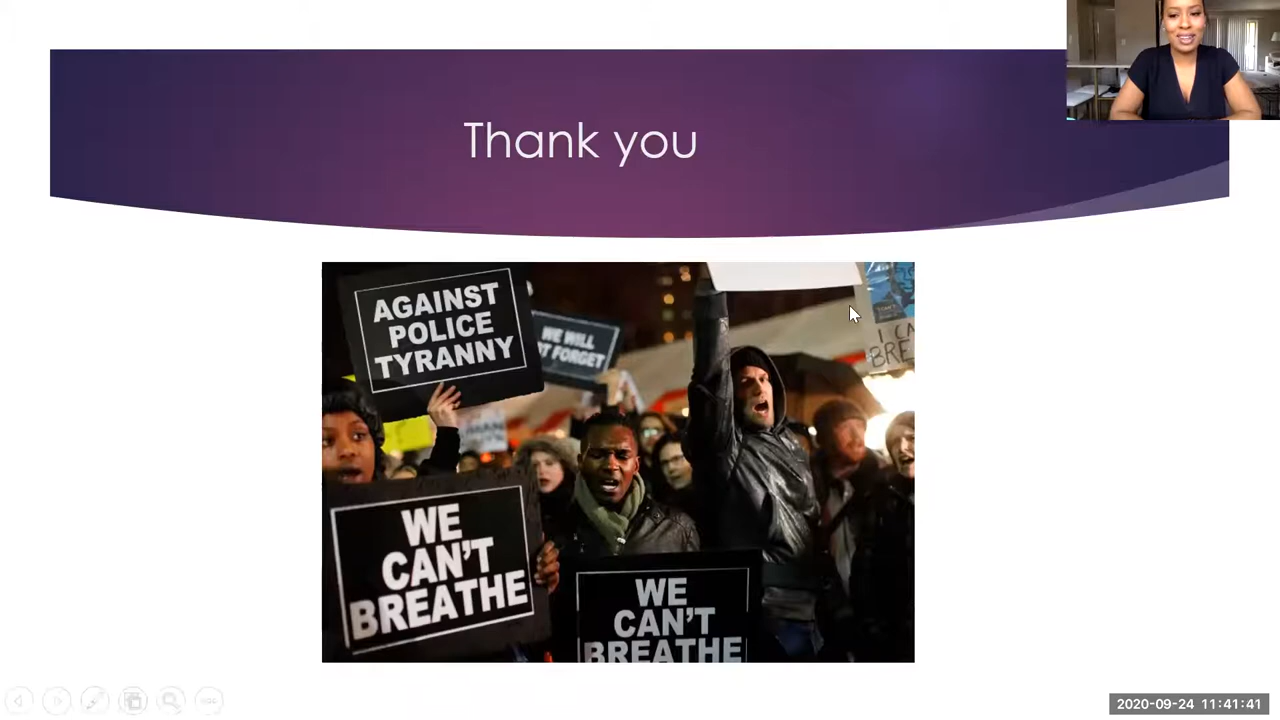 Thank you
AGAINST
POLICE
TYRANNY
WE WILL
FORGET
I
WE
CAN'T
BREATHE
WE
CAN'T
BREATHE
2020-09-24 11:41:41